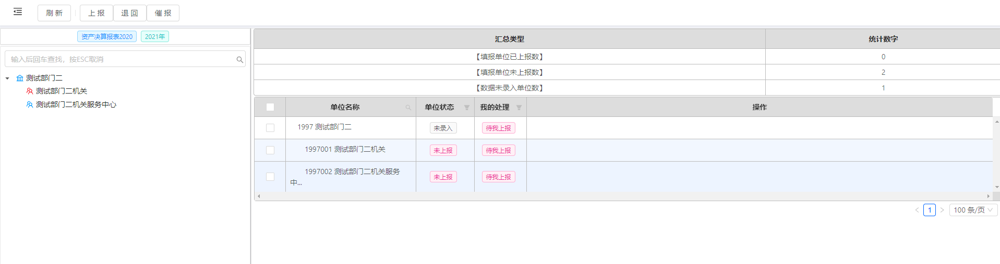 刷 新
上 报
退 回
催 报
资产决算报表2020 2021年
输入后回车查找，按ESC取消
测试部门二
测试部门二机关
测试部门二机关服务中心
汇总类型 统计数字
【填报单位已上报数】 0
【填报单位未上报数】 2
【数据未录入单位数】 1
单位名称 单位状态 我的处理 操作
1997 测试部门二 未录入 待我上报
1997001 测试部门二机关 未上报 待我上报
1997002 测试部门二机关服务
中... 未上报 待我上报
1 100 条/页